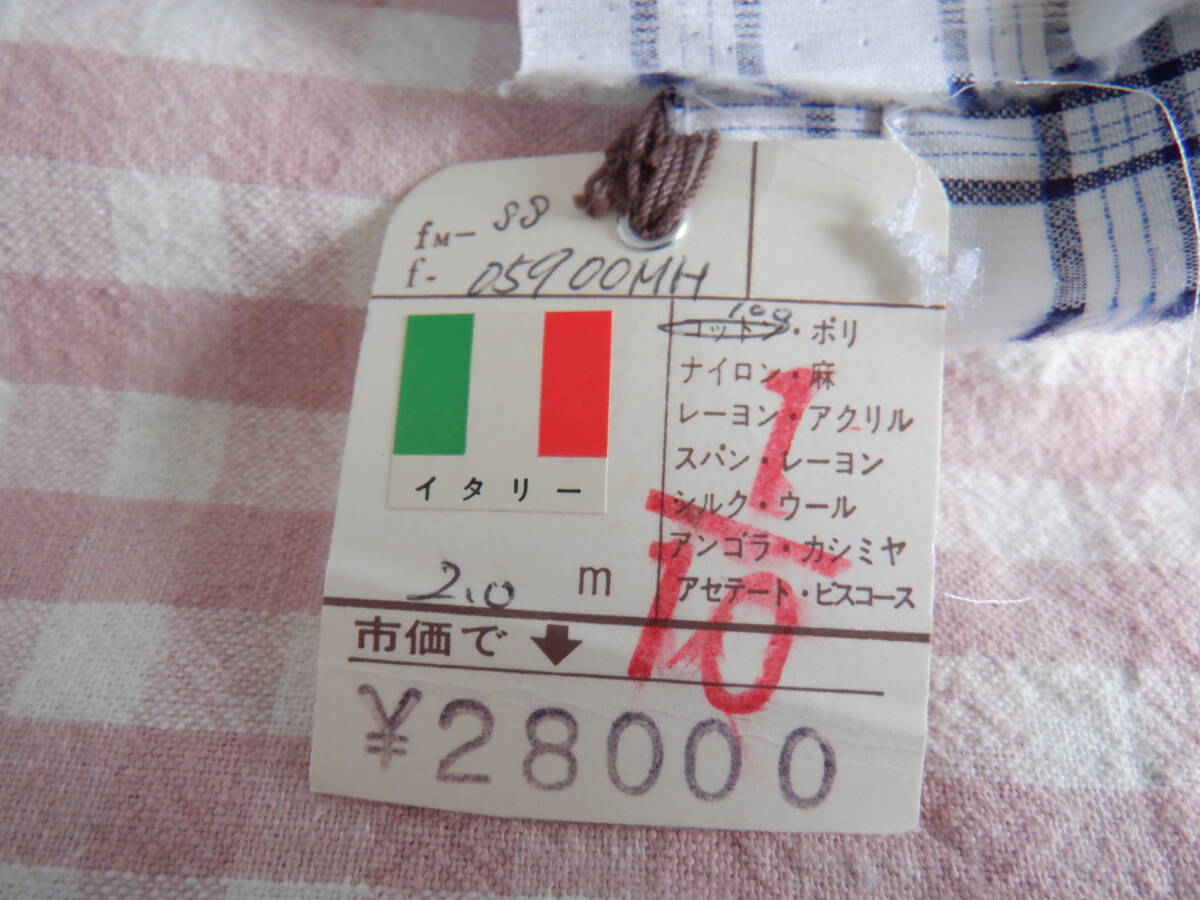 fM- S8
f- 05900MH
イタリー
100
コットン・ポリ
ナイロン・麻
レーヨン・アクリル
スパン・レーヨン
シルク・ウール
アンゴラ・カシミヤ
アセテート・ビスコース
1/10
2.0 m
市価で
¥28000